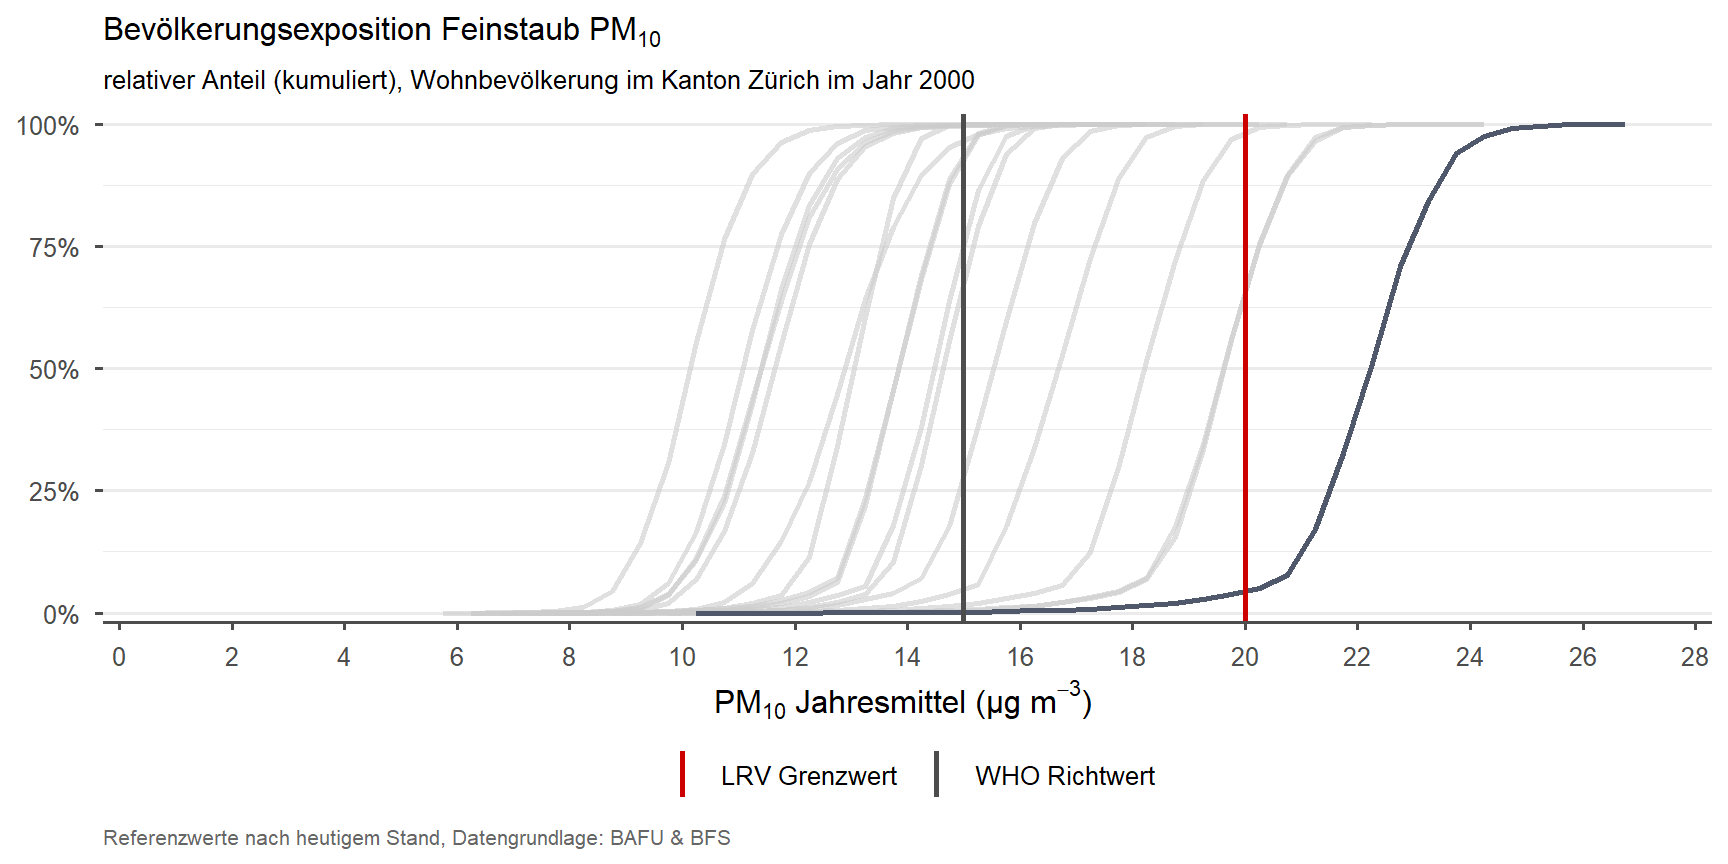 Bevölkerungsexposition Feinstaub PM₁₀
relativer Anteil (kumuliert), Wohnbevölkerung im Kanton Zürich im Jahr 2000
100%
75%
50%
25%
0%
0 2 4 6 8 10 12 14 16 18 20 22 24 26 28
PM₁₀ Jahresmittel (µg m⁻³)
LRV Grenzwert WHO Richtwert
Referenzwerte nach heutigem Stand, Datengrundlage: BAFU & BFS